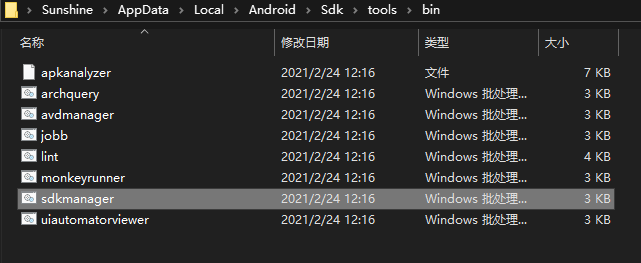 Sunshine > AppData > Local > Android > Sdk > tools > bin
名称 修改日期 类型 大小
apkanalyzer 2021/2/24 12:16 文件 7 KB
archquery 2021/2/24 12:16 Windows 批处理... 3 KB
avdmanager 2021/2/24 12:16 Windows 批处理... 3 KB
jobb 2021/2/24 12:16 Windows 批处理... 3 KB
lint 2021/2/24 12:16 Windows 批处理... 4 KB
monkeyrunner 2021/2/24 12:16 Windows 批处理... 3 KB
sdkmanager 2021/2/24 12:16 Windows 批处理... 3 KB
uiautomatorviewer 2021/2/24 12:16 Windows 批处理... 3 KB